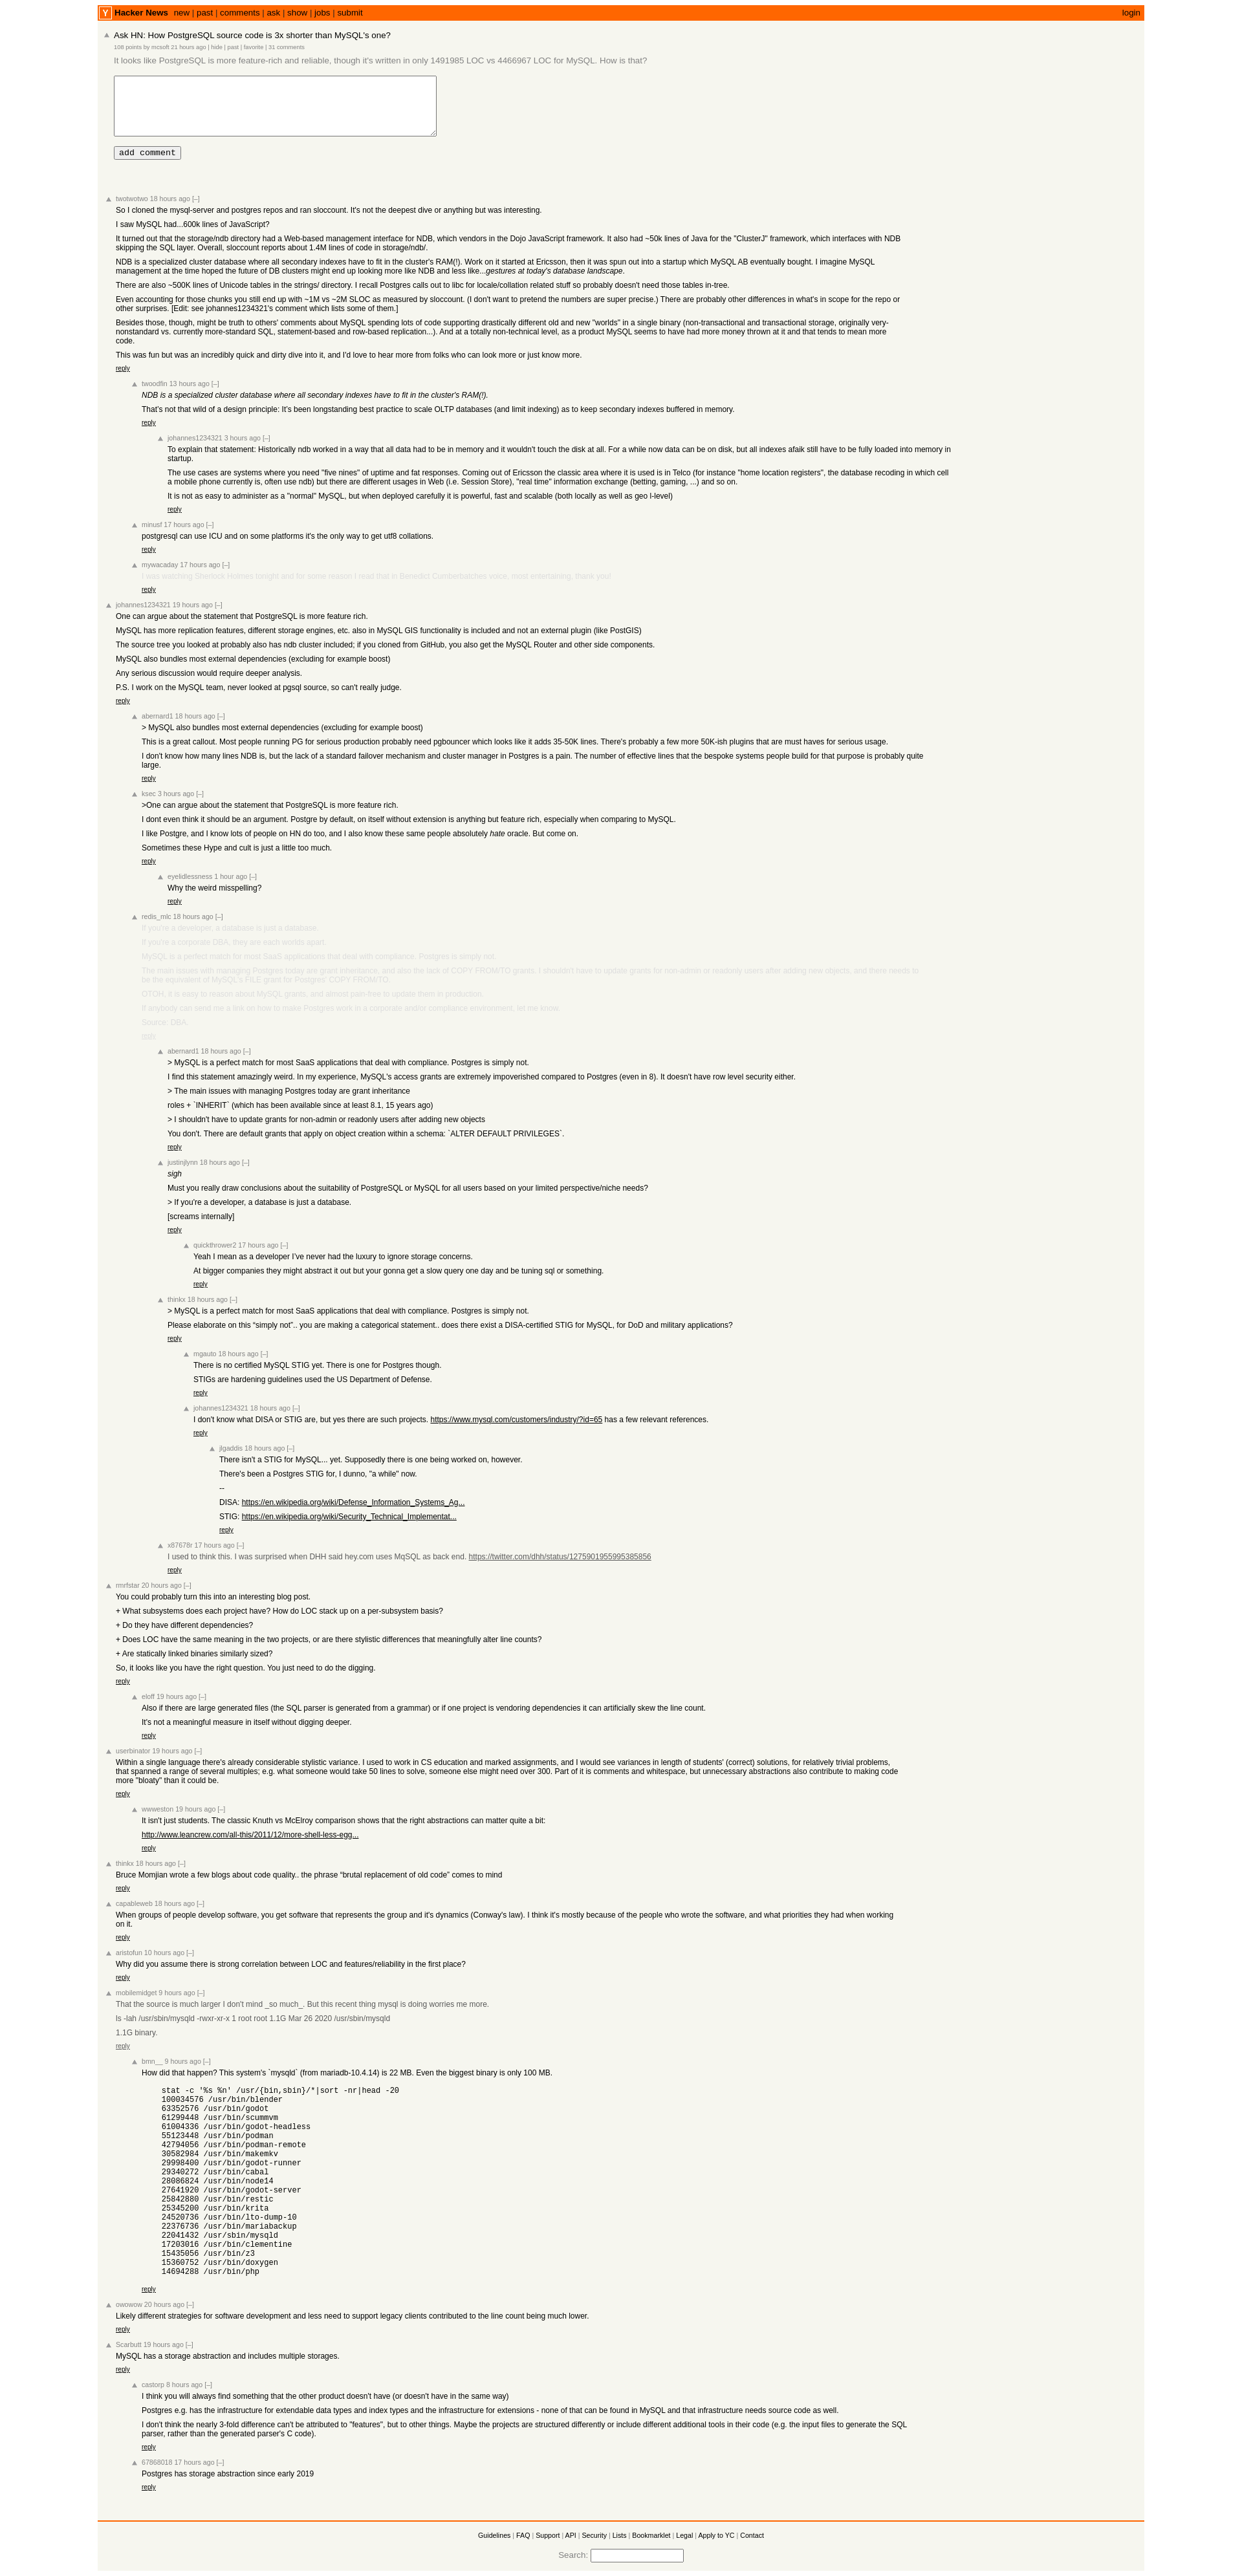 Y Hacker News new | past | comments | ask | show | jobs | submit login
Ask HN: How PostgreSQL source code is 3x shorter than MySQL's one?
108 points by mcsoft 21 hours ago | hide | past | favorite | 31 comments
It looks like PostgreSQL is more feature-rich and reliable, though it's written in only 1491985 LOC vs 4466967 LOC for MySQL. How is that?
add comment
twotwotwo 18 hours ago [–]
So I cloned the mysql-server and postgres repos and ran sloccount. It's not the deepest dive or anything but was interesting.
I saw MySQL had...600k lines of JavaScript?
It turned out that the storage/ndb directory had a Web-based management interface for NDB, which vendors in the Dojo JavaScript framework. It also had ~50k lines of Java for the "ClusterJ" framework, which interfaces with NDB
skipping the SQL layer. Overall, sloccount reports about 1.4M lines of code in storage/ndb/.
NDB is a specialized cluster database where all secondary indexes have to fit in the cluster's RAM(!). Work on it started at Ericsson, then it was spun out into a startup which MySQL AB eventually bought. I imagine MySQL
management at the time hoped the future of DB clusters might end up looking more like NDB and less like...gestures at today's database landscape.
There are also ~500K lines of Unicode tables in the strings/ directory. I recall Postgres calls out to libc for locale/collation related stuff so probably doesn't need those tables in-tree.
Even accounting for those chunks you still end up with ~1M vs ~2M SLOC as measured by sloccount. (I don't want to pretend the numbers are super precise.) There are probably other differences in what's in scope for the repo or
other surprises. [Edit: see johannes1234321's comment which lists some of them.]
Besides those, though, might be truth to others' comments about MySQL spending lots of code supporting drastically different old and new "worlds" in a single binary (non-transactional and transactional storage, originally very-
nonstandard vs. currently more-standard SQL, statement-based and row-based replication...). And at a totally non-technical level, as a product MySQL seems to have had more money thrown at it and that tends to mean more
code.
This was fun but was an incredibly quick and dirty dive into it, and I'd love to hear more from folks who can look more or just know more.
reply
twoodfin 13 hours ago [–]
NDB is a specialized cluster database where all secondary indexes have to fit in the cluster's RAM(!).
That's not that wild of a design principle: It's been longstanding best practice to scale OLTP databases (and limit indexing) as to keep secondary indexes buffered in memory.
reply
johannes1234321 3 hours ago [–]
To explain that statement: Historically ndb worked in a way that all data had to be in memory and it wouldn't touch the disk at all. For a while now data can be on disk, but all indexes afaik still have to be fully loaded into memory in
startup.
The use cases are systems where you need "five nines" of uptime and fat responses. Coming out of Ericsson the classic area where it is used is in Telco (for instance "home location registers", the database recoding in which cell
a mobile phone currently is, often use ndb) but there are different usages in Web (i.e. Session Store), "real time" information exchange (betting, gaming, ...) and so on.
It is not as easy to administer as a "normal" MySQL, but when deployed carefully it is powerful, fast and scalable (both locally as well as geo l-level)
reply
minusf 17 hours ago [–]
postgresql can use ICU and on some platforms it's the only way to get utf8 collations.
reply
mywacaday 17 hours ago [–]
I was watching Sherlock Holmes tonight and for some reason I read that in Benedict Cumberbatches voice, most entertaining, thank you!
reply
johannes1234321 19 hours ago [–]
One can argue about the statement that PostgreSQL is more feature rich.
MySQL has more replication features, different storage engines, etc. also in MySQL GIS functionality is included and not an external plugin (like PostGIS)
The source tree you looked at probably also has ndb cluster included; if you cloned from GitHub, you also get the MySQL Router and other side components.
MySQL also bundles most external dependencies (excluding for example boost)
Any serious discussion would require deeper analysis.
P.S. I work on the MySQL team, never looked at pgsql source, so can't really judge.
reply
abernard1 18 hours ago [–]
> MySQL also bundles most external dependencies (excluding for example boost)
This is a great callout. Most people running PG for serious production probably need pgbouncer which looks like it adds 35-50K lines. There's probably a few more 50K-ish plugins that are must haves for serious usage.
I don't know how many lines NDB is, but the lack of a standard failover mechanism and cluster manager in Postgres is a pain. The number of effective lines that the bespoke systems people build for that purpose is probably quite
large.
reply
ksec 3 hours ago [–]
>One can argue about the statement that PostgreSQL is more feature rich.
I dont even think it should be an argument. Postgre by default, on itself without extension is anything but feature rich, especially when comparing to MySQL.
I like Postgre, and I know lots of people on HN do too, and I also know these same people absolutely hate oracle. But come on.
Sometimes these Hype and cult is just a little too much.
reply
eyelidlessness 1 hour ago [–]
Why the weird misspelling?
reply
redis_mlc 18 hours ago [–]
If you're a developer, a database is just a database.
If you're a corporate DBA, they are each worlds apart.
MySQL is a perfect match for most SaaS applications that deal with compliance. Postgres is simply not.
The main issues with managing Postgres today are grant inheritance, and also the lack of COPY FROM/TO grants. I shouldn't have to update grants for non-admin or readonly users after adding new objects, and there needs to
be the equivalent of MySQL's FILE grant for Postgres' COPY FROM/TO.
OTOH, it is easy to reason about MySQL grants, and almost pain-free to update them in production.
If anybody can send me a link on how to make Postgres work in a corporate and/or compliance environment, let me know.
Source: DBA.
reply
abernard1 18 hours ago [–]
> MySQL is a perfect match for most SaaS applications that deal with compliance. Postgres is simply not.
I find this statement amazingly weird. In my experience, MySQL's access grants are extremely impoverished compared to Postgres (even in 8). It doesn't have row level security either.
> The main issues with managing Postgres today are grant inheritance
roles + `INHERIT` (which has been available since at least 8.1, 15 years ago)
> I shouldn't have to update grants for non-admin or readonly users after adding new objects
You don't. There are default grants that apply on object creation within a schema: `ALTER DEFAULT PRIVILEGES`.
reply
justinjlynn 18 hours ago [–]
sigh
Must you really draw conclusions about the suitability of PostgreSQL or MySQL for all users based on your limited perspective/niche needs?
> If you're a developer, a database is just a database.
[screams internally]
reply
quickthrower2 17 hours ago [–]
Yeah I mean as a developer I've never had the luxury to ignore storage concerns.
At bigger companies they might abstract it out but your gonna get a slow query one day and be tuning sql or something.
reply
thinkx 18 hours ago [–]
> MySQL is a perfect match for most SaaS applications that deal with compliance. Postgres is simply not.
Please elaborate on this “simply not”.. you are making a categorical statement.. does there exist a DISA-certified STIG for MySQL, for DoD and military applications?
reply
mgauto 18 hours ago [–]
There is no certified MySQL STIG yet. There is one for Postgres though.
STIGs are hardening guidelines used the US Department of Defense.
reply
johannes1234321 18 hours ago [–]
I don't know what DISA or STIG are, but yes there are such projects. https://www.mysql.com/customers/industry/?id=65 has a few relevant references.
reply
jlgaddis 18 hours ago [–]
There isn't a STIG for MySQL... yet. Supposedly there is one being worked on, however.
There's been a Postgres STIG for, I dunno, "a while" now.
--
DISA: https://en.wikipedia.org/wiki/Defense_Information_Systems_Ag...
STIG: https://en.wikipedia.org/wiki/Security_Technical_Implementat...
reply
x87678r 17 hours ago [–]
I used to think this. I was surprised when DHH said hey.com uses MqSQL as back end. https://twitter.com/dhh/status/1275901955995385856
reply
rmrfstar 20 hours ago [–]
You could probably turn this into an interesting blog post.
+ What subsystems does each project have? How do LOC stack up on a per-subsystem basis?
+ Do they have different dependencies?
+ Does LOC have the same meaning in the two projects, or are there stylistic differences that meaningfully alter line counts?
+ Are statically linked binaries similarly sized?
So, it looks like you have the right question. You just need to do the digging.
reply
eloff 19 hours ago [–]
Also if there are large generated files (the SQL parser is generated from a grammar) or if one project is vendoring dependencies it can artificially skew the line count.
It's not a meaningful measure in itself without digging deeper.
reply
userbinator 19 hours ago [–]
Within a single language there's already considerable stylistic variance. I used to work in CS education and marked assignments, and I would see variances in length of students' (correct) solutions, for relatively trivial problems,
that spanned a range of several multiples; e.g. what someone would take 50 lines to solve, someone else might need over 300. Part of it is comments and whitespace, but unnecessary abstractions also contribute to making code
more "bloaty" than it could be.
reply
wwweston 19 hours ago [–]
It isn't just students. The classic Knuth vs McElroy comparison shows that the right abstractions can matter quite a bit:
http://www.leancrew.com/all-this/2011/12/more-shell-less-egg...
reply
thinkx 18 hours ago [–]
Bruce Momjian wrote a few blogs about code quality.. the phrase “brutal replacement of old code” comes to mind
reply
capableweb 18 hours ago [–]
When groups of people develop software, you get software that represents the group and it's dynamics (Conway's law). I think it's mostly because of the people who wrote the software, and what priorities they had when working
on it.
reply
aristofun 10 hours ago [–]
Why did you assume there is strong correlation between LOC and features/reliability in the first place?
reply
mobilemidget 9 hours ago [–]
That the source is much larger I don't mind _so much_. But this recent thing mysql is doing worries me more.
ls -lah /usr/sbin/mysqld -rwxr-xr-x 1 root root 1.1G Mar 26 2020 /usr/sbin/mysqld
1.1G binary.
reply
bmn__ 9 hours ago [–]
How did that happen? This system's `mysqld` (from mariadb-10.4.14) is 22 MB. Even the biggest binary is only 100 MB.
stat -c '%s %n' /usr/{bin,sbin}/*|sort -nr|head -20
100034576 /usr/bin/blender
63352576 /usr/bin/godot
61299448 /usr/bin/scummvm
61004336 /usr/bin/godot-headless
55123448 /usr/bin/podman
42794056 /usr/bin/podman-remote
30582984 /usr/bin/makemkv
29998400 /usr/bin/godot-runner
29340272 /usr/bin/cabal
28086824 /usr/bin/node14
27641920 /usr/bin/godot-server
25842880 /usr/bin/restic
25345200 /usr/bin/krita
24520736 /usr/bin/lto-dump-10
22376736 /usr/bin/mariabackup
22041432 /usr/sbin/mysqld
17203016 /usr/bin/clementine
15435056 /usr/bin/z3
15360752 /usr/bin/doxygen
14694288 /usr/bin/php
reply
owowow 20 hours ago [–]
Likely different strategies for software development and less need to support legacy clients contributed to the line count being much lower.
reply
Scarbutt 19 hours ago [–]
MySQL has a storage abstraction and includes multiple storages.
reply
castorp 8 hours ago [–]
I think you will always find something that the other product doesn't have (or doesn't have in the same way)
Postgres e.g. has the infrastructure for extendable data types and index types and the infrastructure for extensions - none of that can be found in MySQL and that infrastructure needs source code as well.
I don't think the nearly 3-fold difference can't be attributed to "features", but to other things. Maybe the projects are structured differently or include different additional tools in their code (e.g. the input files to generate the SQL
parser, rather than the generated parser's C code).
reply
67868018 17 hours ago [–]
Postgres has storage abstraction since early 2019
reply
Guidelines | FAQ | Support | API | Security | Lists | Bookmarklet | Legal | Apply to YC | Contact
Search: